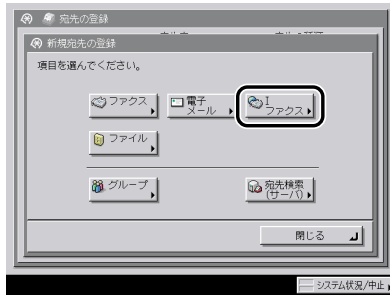 宛先の登録
新規宛先の登録
項目を選んでください。
ファクス
電子
メール
I
ファクス
ファイル
グループ
宛先検索
(サーバ)
閉じる
システム状況/中止